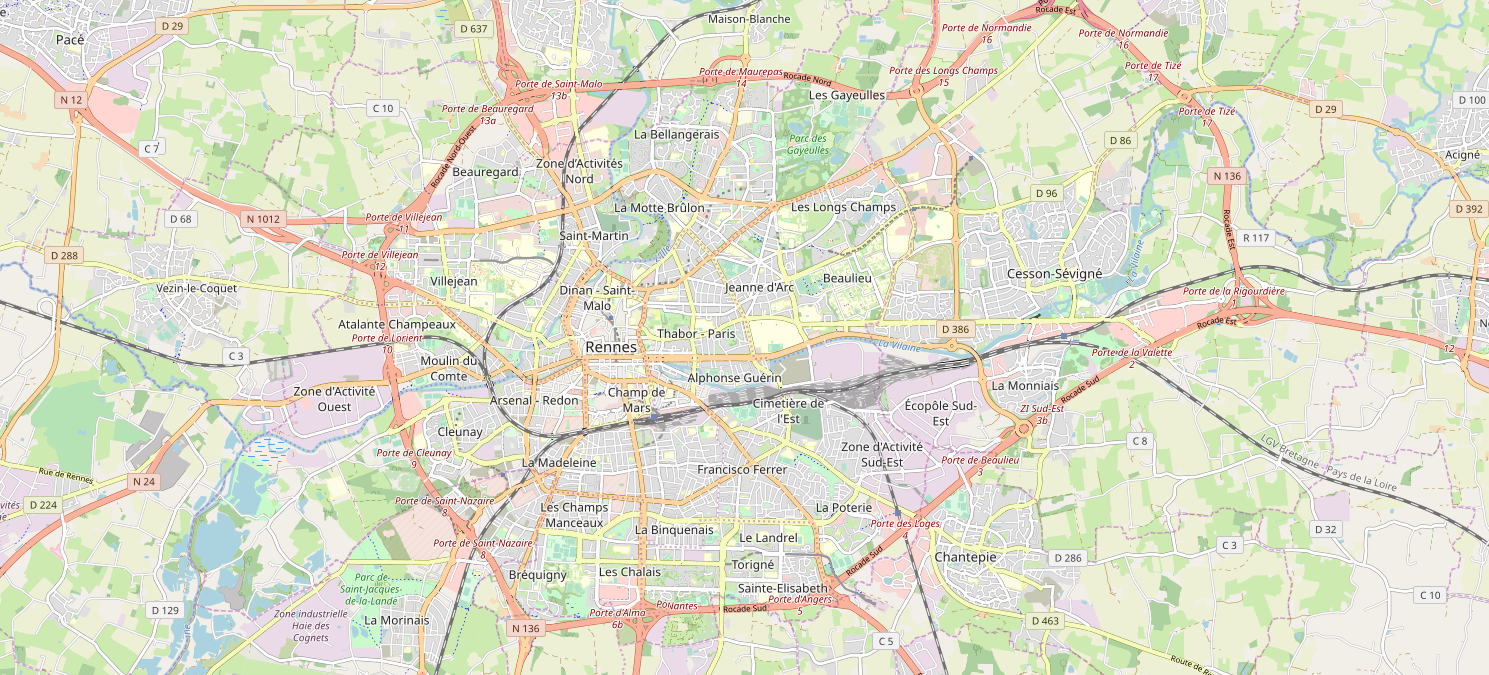 Maison-Blanche
D 29
D 637
Pacé
Rocade Est
Porte de Normandie
16
Porte de Normandie
16
Porte de Tizé
17
Porte des Longs Champs
15
Porte de Maurepas
14
Rocade Nord
Porte de Saint-Malo
13b
Les Gayeulles
N 12
C 10
Porte de Beauregard
13a
D 29
D 100
Porte de Tizé
17
La Bellangerais
Parc des
Gayeulles
D 86
C 7
Rocade Nord-Ouest
Acigné
Zone d'Activités
Nord
Beauregard
N 136
D 96
D 68
N 1012
Porte de Villejean
11
La Motte Brûlon
Les Longs Champs
D 392
Rocade Est
Saint-Martin
R 117
D 288
Porte de Villejean
12
La Vilaine
Cesson-Sévigné
Villejean
Beaulieu
Jeanne d'Arc
Vezin-le-Coquet
Dinan - Saint-
Malo
Porte de la Rigourdière
Rocade Est
Atalante Champeaux
Porte de Lorient
10
Thabor - Paris
D 386
Rennes
La Vilaine
C 3
Moulin du
Comte
Porte de la Valette
2
12
Alphonse Guérin
La Monniais
Rocade Sud
Zone d'Activité
Ouest
Arsenal - Redon
Champ de
Mars
Cimetière de
l'Est
Écopôle Sud-
Est
ZI Sud-Est
3b
Cleunay
Porte de Cleunay
9
Zone d'Activité
Sud-Est
C 8
LGV Bretagne - Pays de la Loire
La Madeleine
Francisco Ferrer
Porte de Beaulieu
3
Rue de Rennes
N 24
D 224
Porte de Saint-Nazaire
8
Les Champs
Manceaux
La Poterie
Porte des Loges
4
La Binquenais
D 32
Le Landrel
Porte de Saint-Nazaire
8
C 3
Chantepie
D 286
Torigné
Rocade Sud
Bréquigny
Les Chalais
Parc de
Saint-Jacques-
de-la-Lande
Sainte-Elisabeth
Porte d'Angers
5
C 10
D 129
Zone industrielle
Haie des
Cognets
La Morinais
Porte d'Alma
6b
Rocade Sud
N 136
D 463
C 5